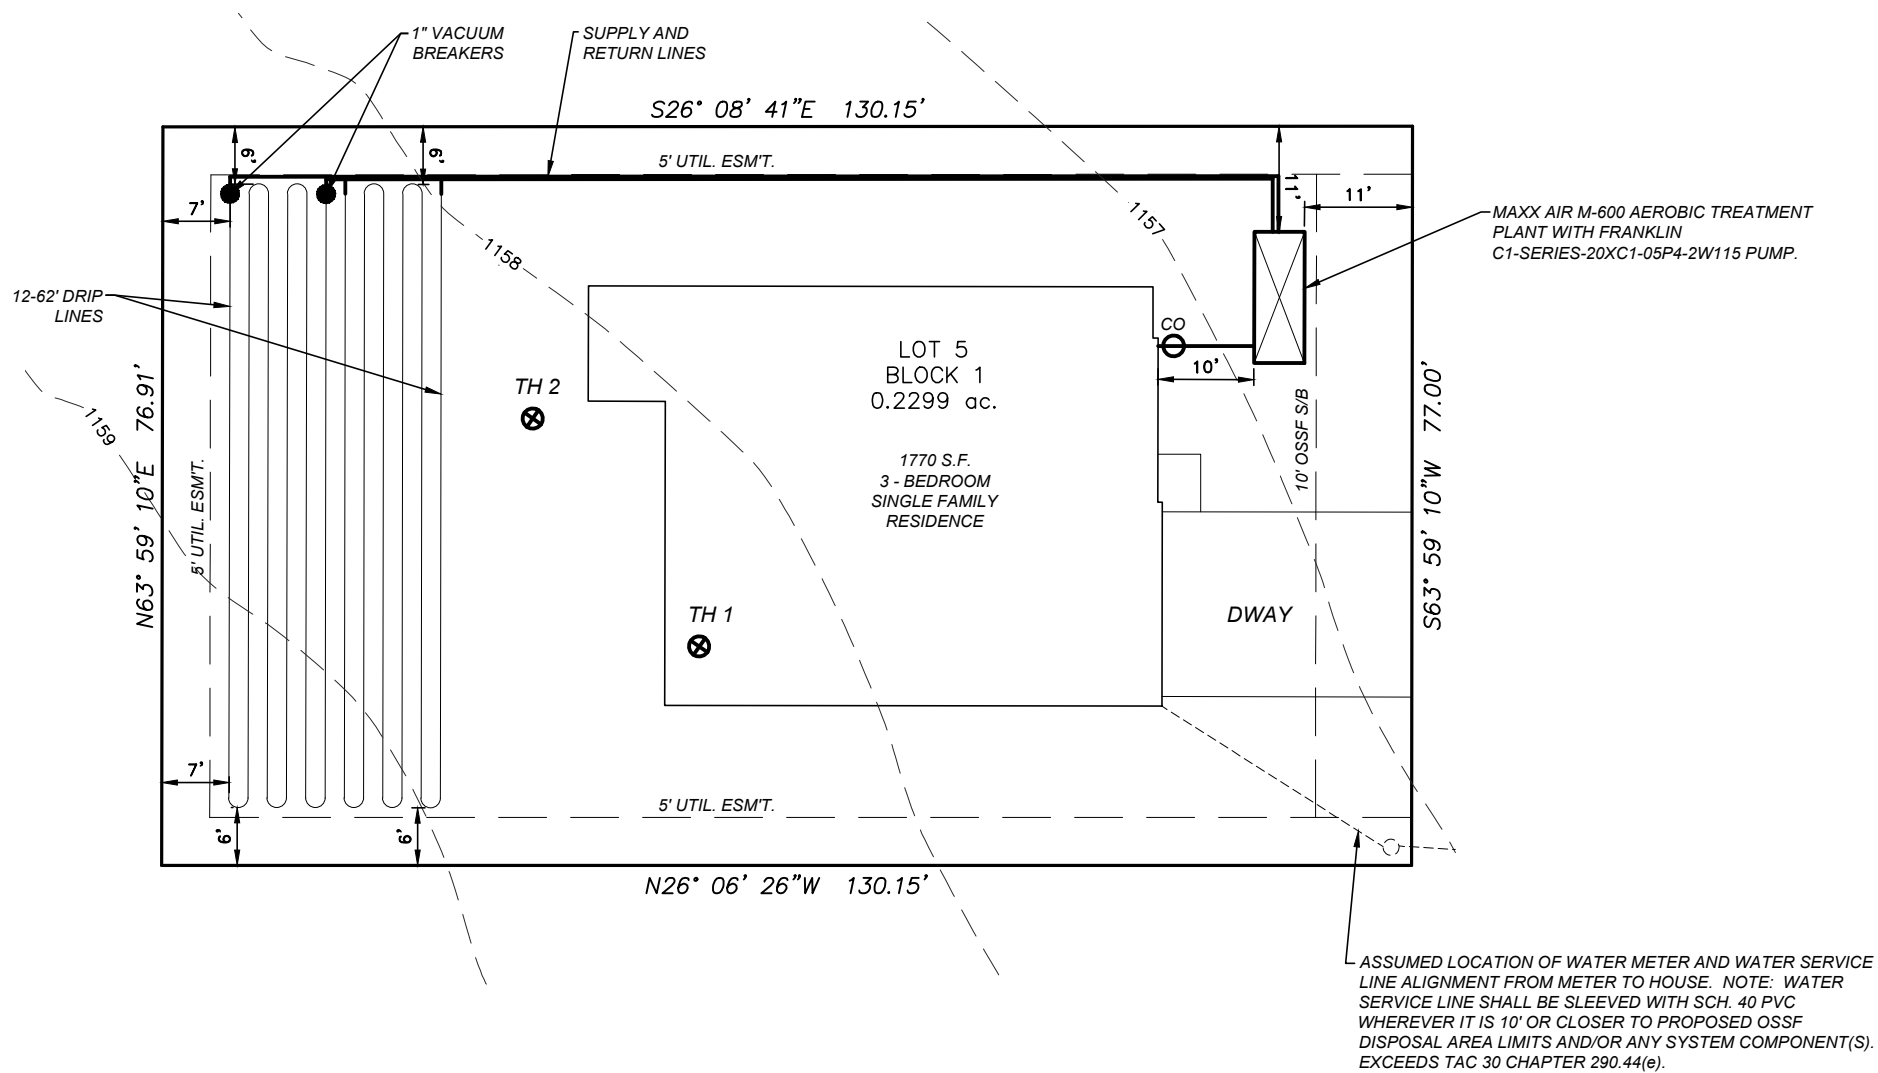 1" VACUUM
BREAKERS
SUPPLY AND
RETURN LINES
S26° 08' 41"E 130.15'
6'
6'
5' UTIL. ESM'T.
11'
11'
7'
MAXX AIR M-600 AEROBIC TREATMENT
PLANT WITH FRANKLIN
C1-SERIES-20XC1-05P4-2W115 PUMP.
1157
1158
12-62' DRIP
LINES
CO
10'
LOT 5
BLOCK 1
0.2299 ac.
TH 2
1159
N63° 59' 10"E 76.91'
5' UTIL. ESM'T.
1770 S.F.
3 - BEDROOM
SINGLE FAMILY
RESIDENCE
10' OSSF S/B
S63° 59' 10"W 77.00'
TH 1
DWAY
7'
6'
6'
5' UTIL. ESM'T.
N26° 06' 26"W 130.15'
ASSUMED LOCATION OF WATER METER AND WATER SERVICE
LINE ALIGNMENT FROM METER TO HOUSE. NOTE: WATER
SERVICE LINE SHALL BE SLEEVED WITH SCH. 40 PVC
WHEREVER IT IS 10' OR CLOSER TO PROPOSED OSSF
DISPOSAL AREA LIMITS AND/OR ANY SYSTEM COMPONENT(S).
EXCEEDS TAC 30 CHAPTER 290.44(e).